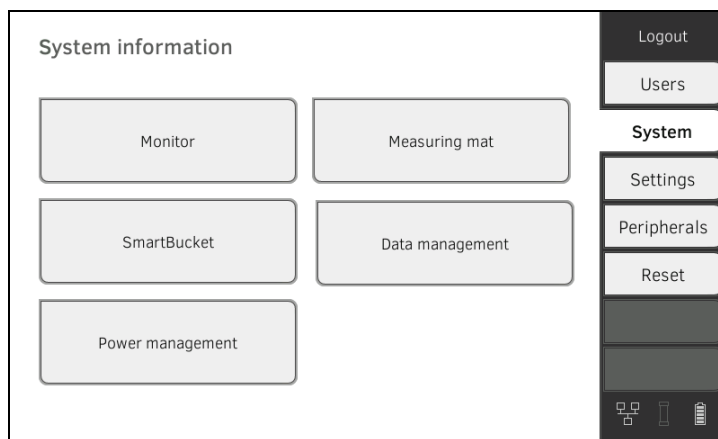 System information
Monitor
Measuring mat
SmartBucket
Data management
Power management
Logout
Users
System
Settings
Peripherals
Reset